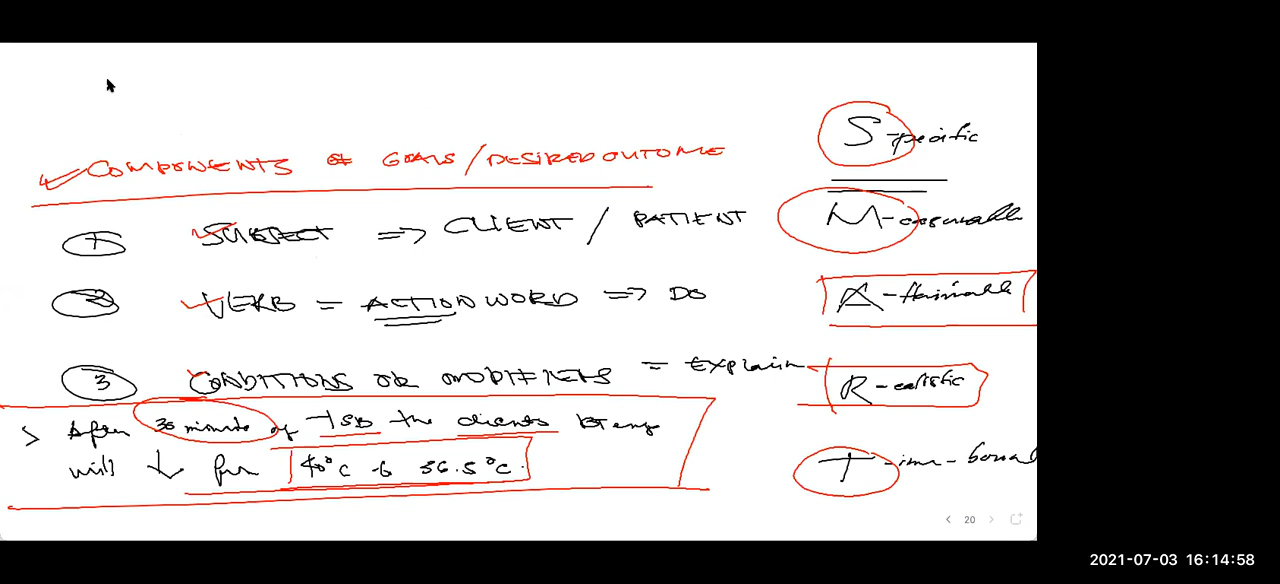 COMPONENTS OF GOALS/DESIRED OUTOME
1 SUBJECT => CLIENT / PATIENT
2 VERB = ACTION WORD => DO
3 CONDITIONS OR MODIFIERS = Explain
> After 30 minute of TSB the clients
will ↓ from 40°C to 36.5°C.
S-pecific
M-easurable
A-ttainable
R-ealistic
T-ime-bound
< 20 >
2021-07-03 16:14:58